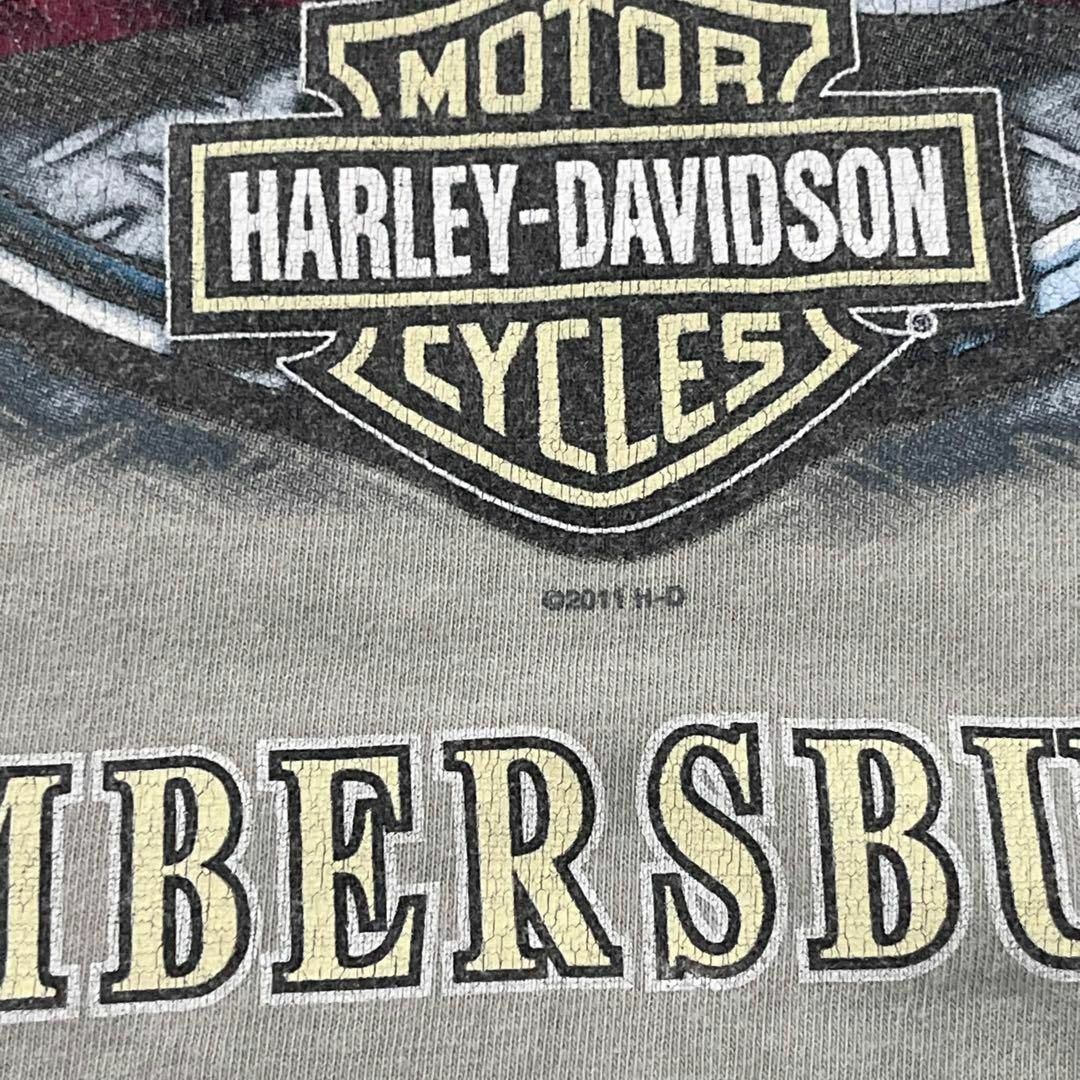 MOTOR
HARLEY-DAVIDSON
CYCLES
®
©2011 H-D
MBERSBU